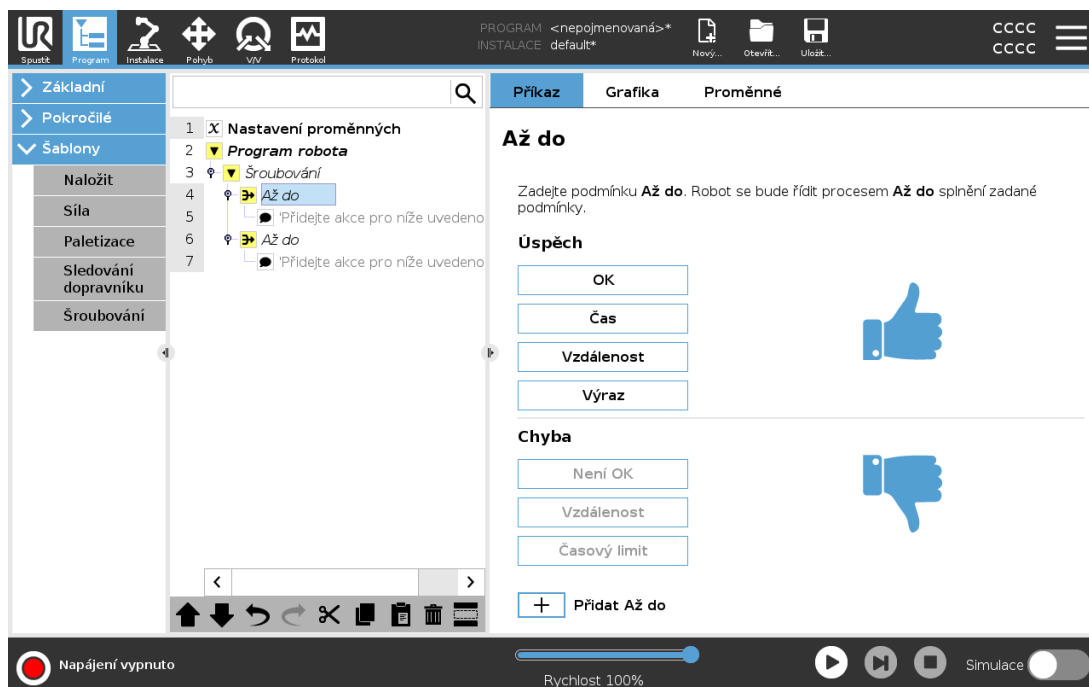 PROGRAM <nepojmenovaná>*
INSTALACE default*
Spustit
Program
Instalace
Pohyb
V/V
Protokol
Nový...
Otevřít...
Uložit...
CCCC
CCCC
Základní
Pokročilé
Šablony
Naložit
Síla
Paletizace
Sledování
dopravníku
Šroubování
1 X Nastavení proměnných
2 Program robota
3 Šroubování
4 Až do
5 'Přidejte akce pro níže uvedeno
6 Až do
7 'Přidejte akce pro níže uvedeno
Příkaz Grafika Proměnné
Až do
Zadejte podmínku Až do. Robot se bude řídit procesem Až do splnění zadané
podmínky.
Úspěch
OK
Čas
Vzdálenost
Výraz
Chyba
Není OK
Vzdálenost
Časový limit
+ Přidat Až do
Napájení vypnuto
Rychlost 100%
Simulace